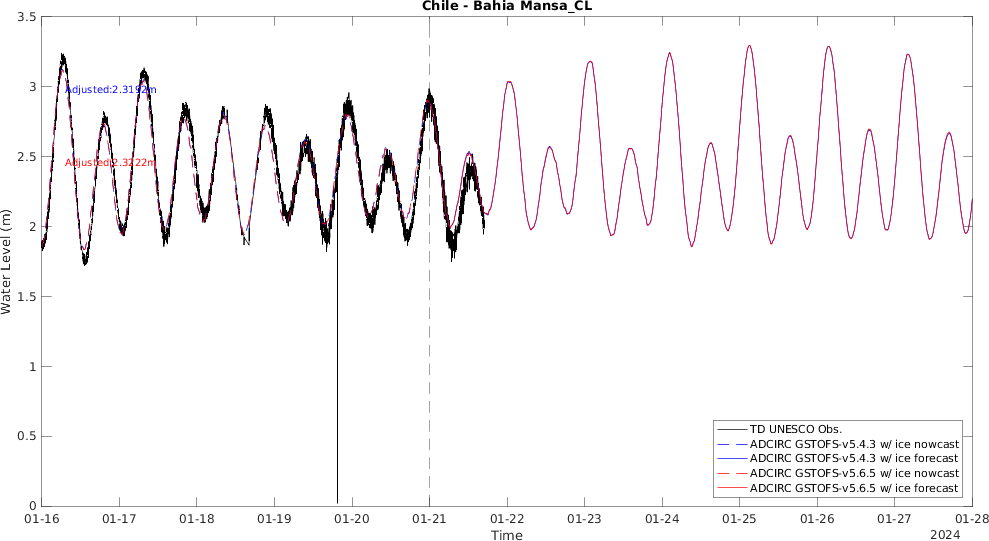 Chile - Bahia Mansa_CL
3.5
3
2.5
2
1.5
1
0.5
0
Water Level (m)
Adjusted:2.3192m
Adjusted:2.3222m
TD UNESCO Obs.
ADCIRC GSTOFS-v5.4.3 w/ ice nowcast
ADCIRC GSTOFS-v5.4.3 w/ ice forecast
ADCIRC GSTOFS-v5.6.5 w/ ice nowcast
ADCIRC GSTOFS-v5.6.5 w/ ice forecast
01-16 01-17 01-18 01-19 01-20 01-21 01-22 01-23 01-24 01-25 01-26 01-27 01-28
Time
2024